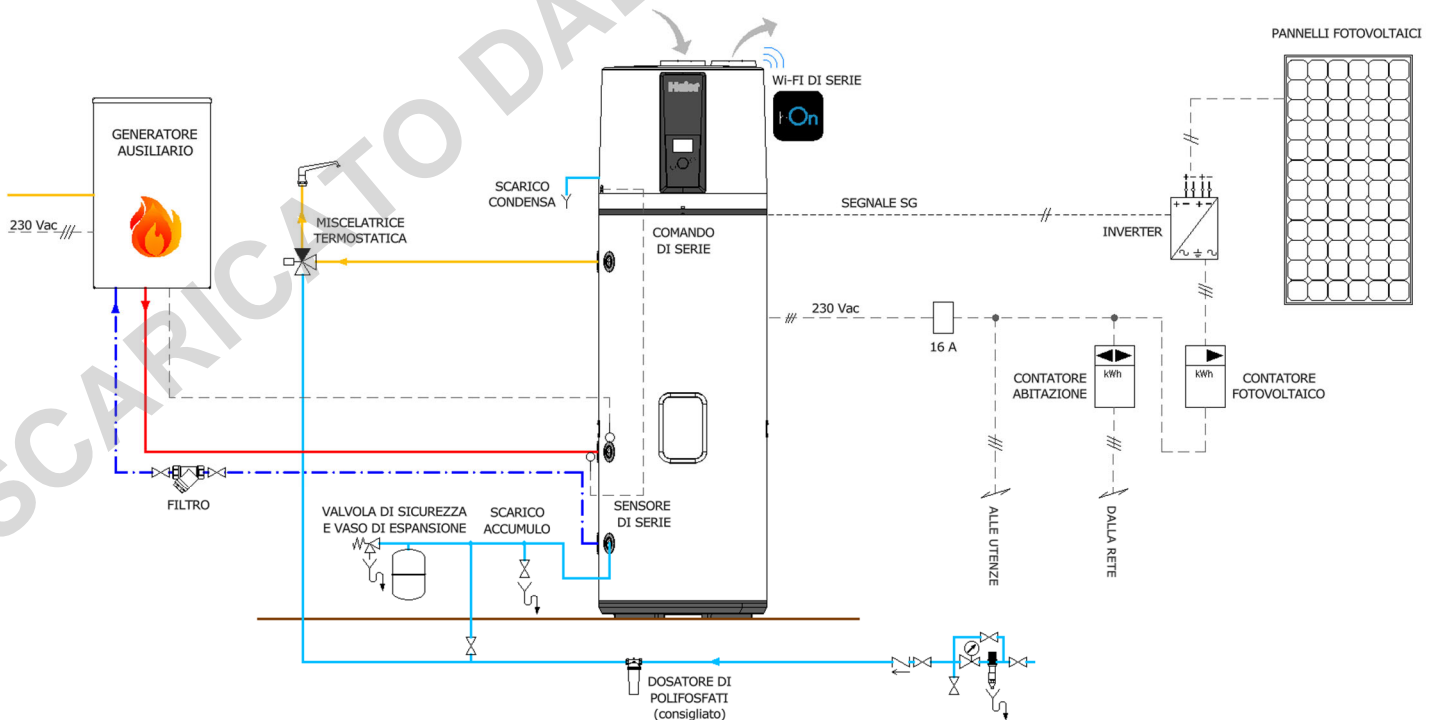 SCARICATO DAL
PANNELLI FOTOVOLTAICI
Wi-FI DI SERIE
Haier
On
GENERATORE
AUSILIARIO
230 Vac
MISCELATRICE
TERMOSTATICA
SCARICO
CONDENSA
COMANDO
DI SERIE
SEGNALE SG
INVERTER
230 Vac
16 A
kWh
CONTATORE
ABITAZIONE
kWh
CONTATORE
FOTOVOLTAICO
FILTRO
VALVOLA DI SICUREZZA
E VASO DI ESPANSIONE
SCARICO
ACCUMULO
SENSORE
DI SERIE
ALLE UTENZE
DALLA RETE
DOSATORE DI
POLIFOSFATI
(consigliato)